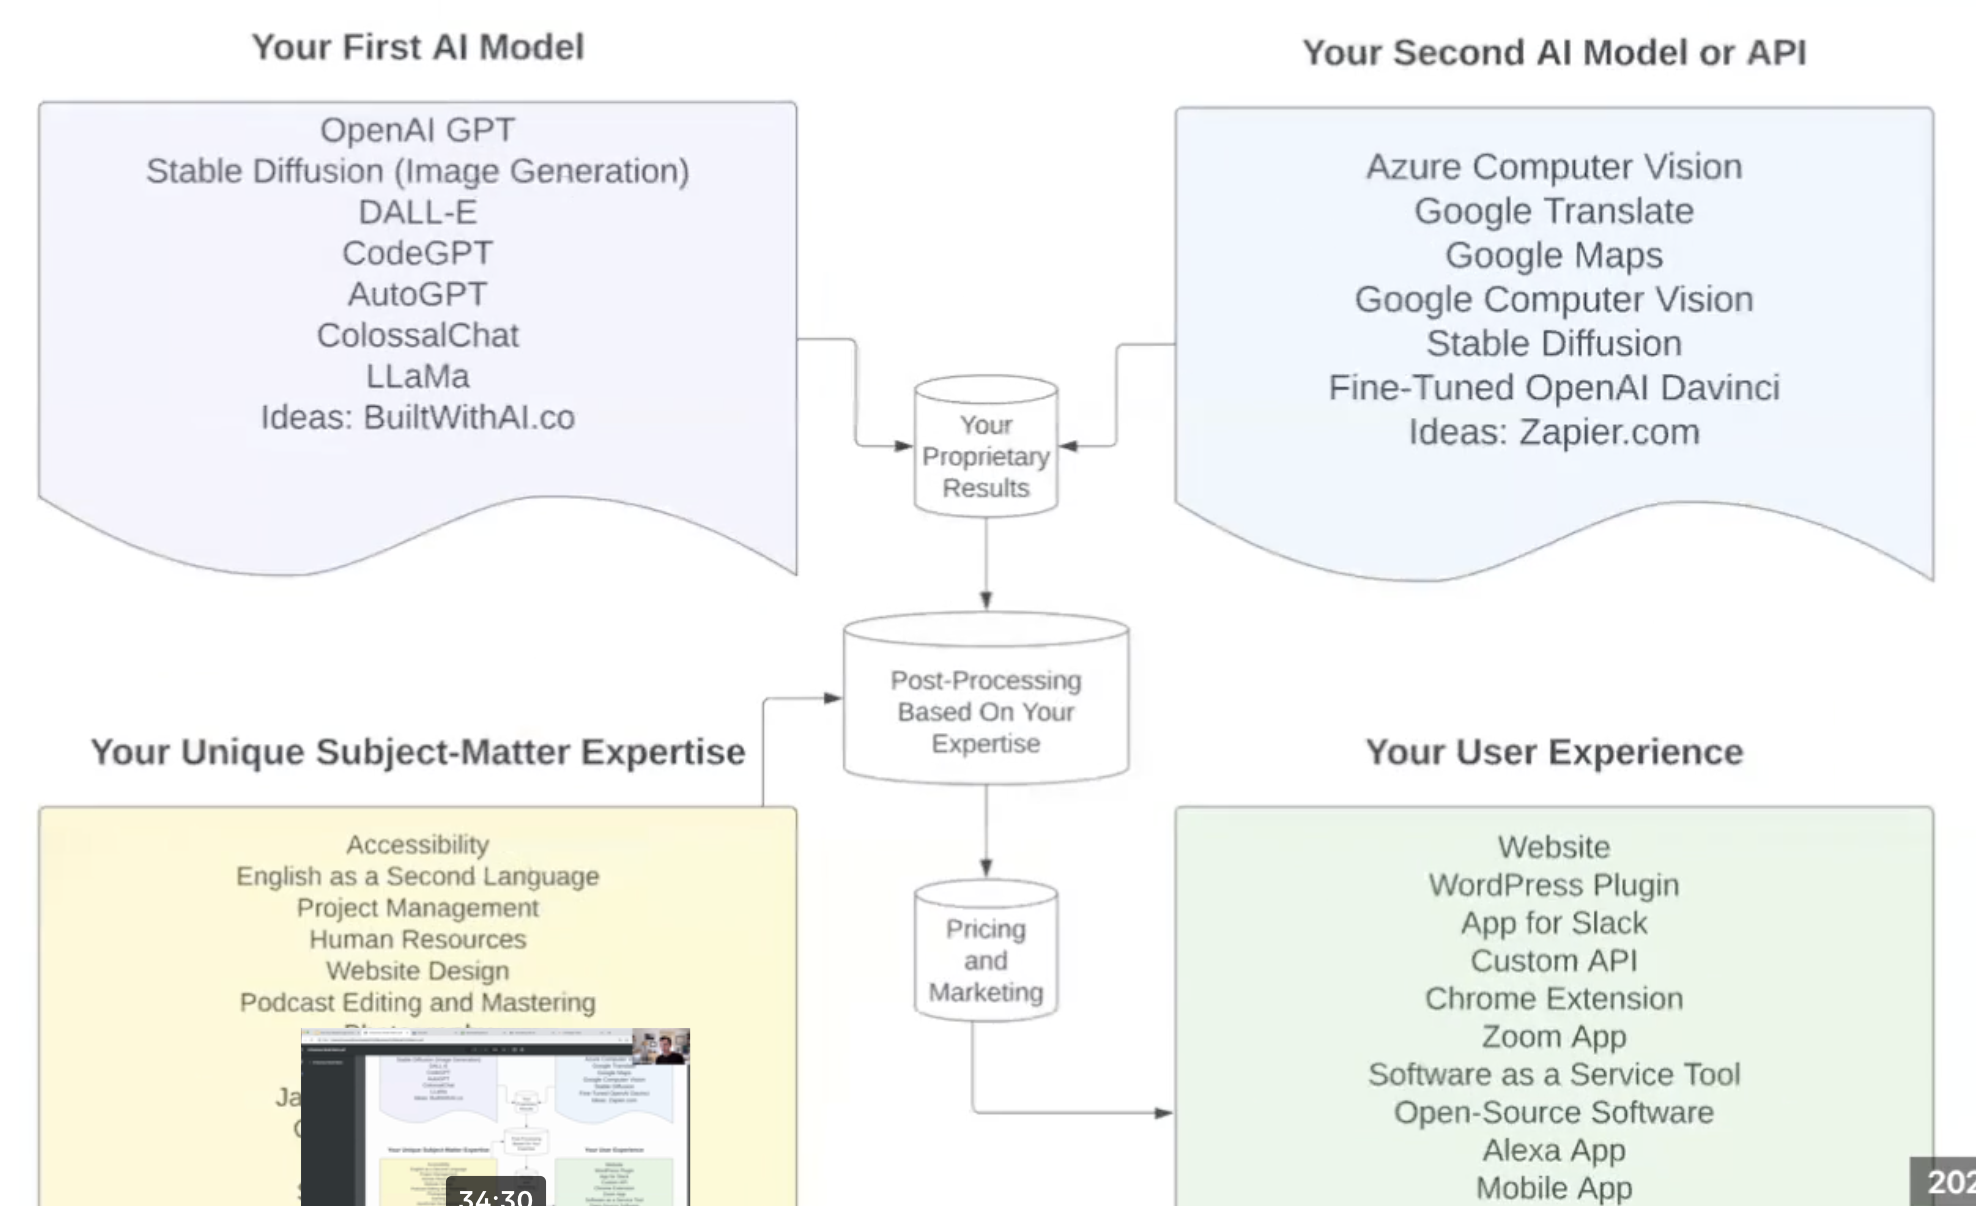 Your First AI Model
OpenAI GPT
Stable Diffusion (Image Generation)
DALL-E
CodeGPT
AutoGPT
ColossalChat
LLaMa
Ideas: BuiltWithAI.co
Your Second AI Model or API
Azure Computer Vision
Google Translate
Google Maps
Google Computer Vision
Stable Diffusion
Fine-Tuned OpenAI Davinci
Ideas: Zapier.com
Your
Proprietary
Results
Post-Processing
Based On Your
Expertise
Pricing
and
Marketing
Your Unique Subject-Matter Expertise
Accessibility
English as a Second Language
Project Management
Human Resources
Website Design
Podcast Editing and Mastering
Your User Experience
Website
WordPress Plugin
App for Slack
Custom API
Chrome Extension
Zoom App
Software as a Service Tool
Open-Source Software
Alexa App
Mobile App
34:30
202